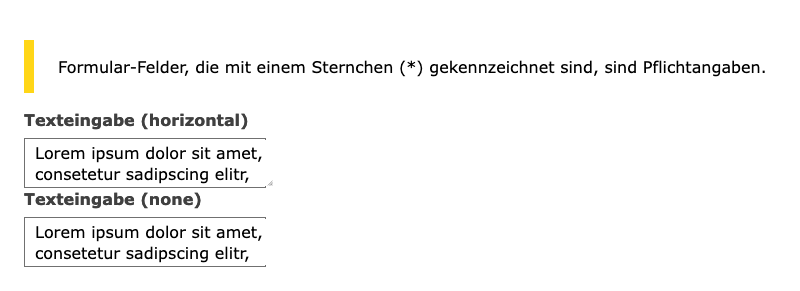 Formular-Felder, die mit einem Sternchen (*) gekennzeichnet sind, sind Pflichtangaben.
Texteingabe (horizontal)
Lorem ipsum dolor sit amet,
consetetur sadipscing elitr,
Texteingabe (none)
Lorem ipsum dolor sit amet,
consetetur sadipscing elitr,